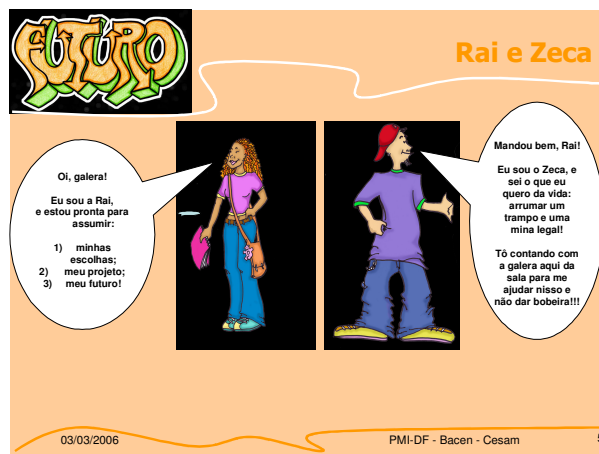 FUTURO
Rai e Zeca
Oi, galera!
Eu sou a Rai,
e estou pronta para
assumir:
1) minhas
escolhas;
2) meu projeto;
3) meu futuro!
Mandou bem, Rai!
Eu sou o Zeca, e
sei o que eu
quero da vida:
arrumar um
trampo e uma
mina legal!
Tô contando com
a galera aqui da
sala para me
ajudar nisso e
não dar bobeira!!!
03/03/2006
PMI-DF - Bacen - Cesam